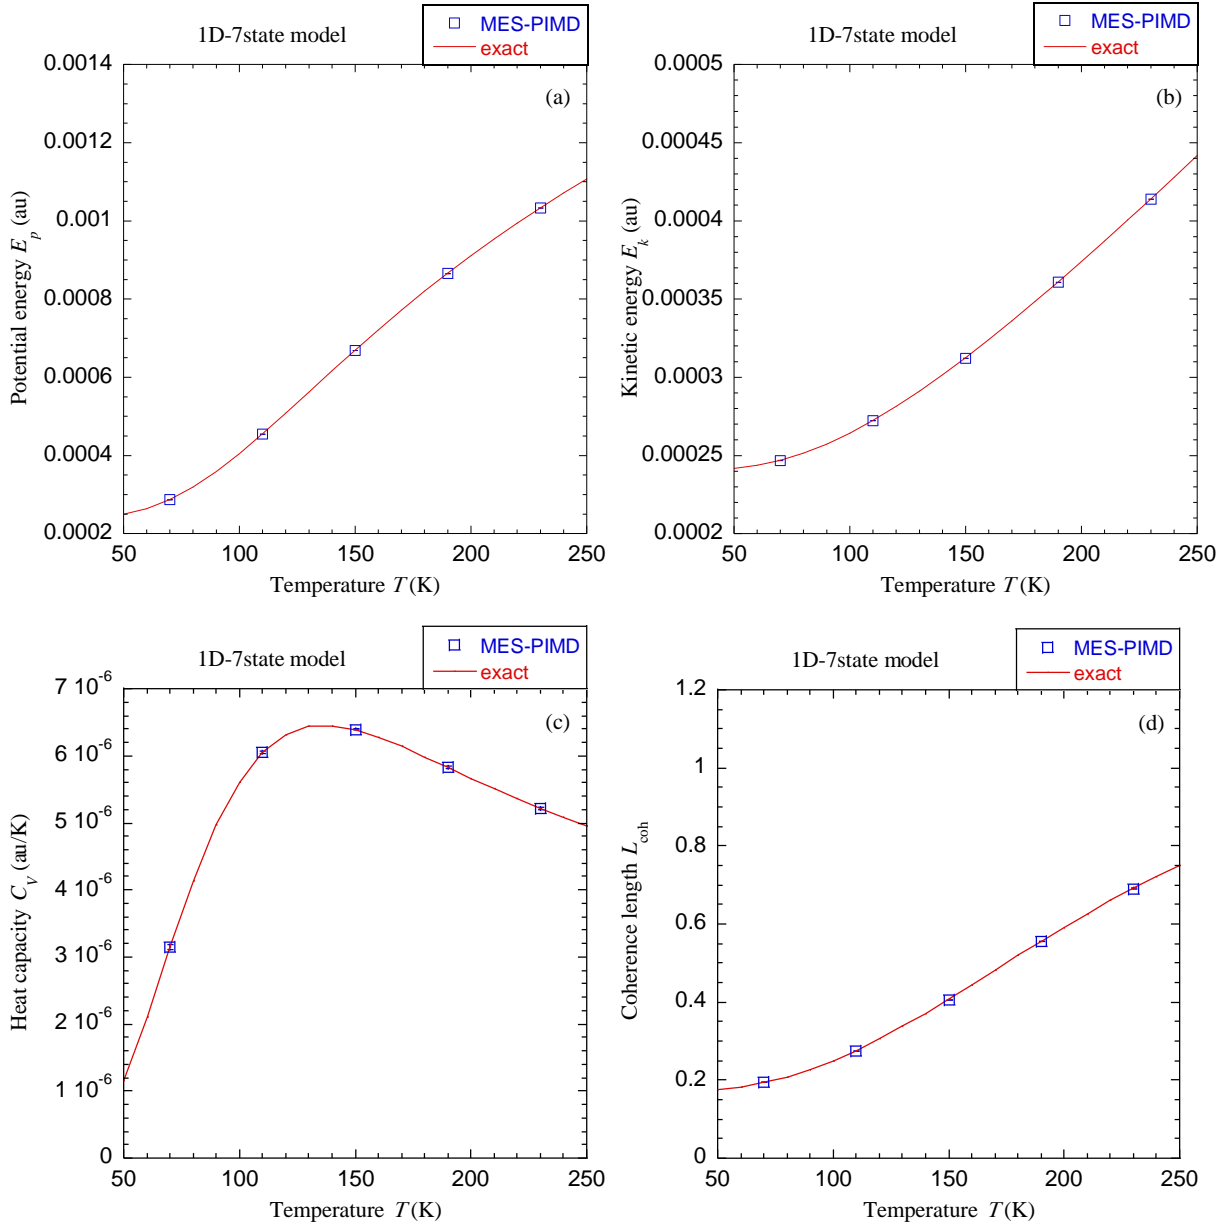 1D-7state model
MES-PIMD
exact
(a)
0.0014
0.0012
0.001
0.0008
0.0006
0.0004
0.0002
50 100 150 200 250
Potential energy E_p (au)
Temperature T (K)
1D-7state model
MES-PIMD
exact
(b)
0.0005
0.00045
0.0004
0.00035
0.0003
0.00025
0.0002
50 100 150 200 250
Kinetic energy E_k (au)
Temperature T (K)
1D-7state model
MES-PIMD
exact
(c)
7 10^-6
6 10^-6
5 10^-6
4 10^-6
3 10^-6
2 10^-6
1 10^-6
0
50 100 150 200 250
Heat capacity C_V (au/K)
Temperature T (K)
1D-7state model
MES-PIMD
exact
(d)
1.2
1
0.8
0.6
0.4
0.2
0
50 100 150 200 250
Coherence length L_coh
Temperature T (K)